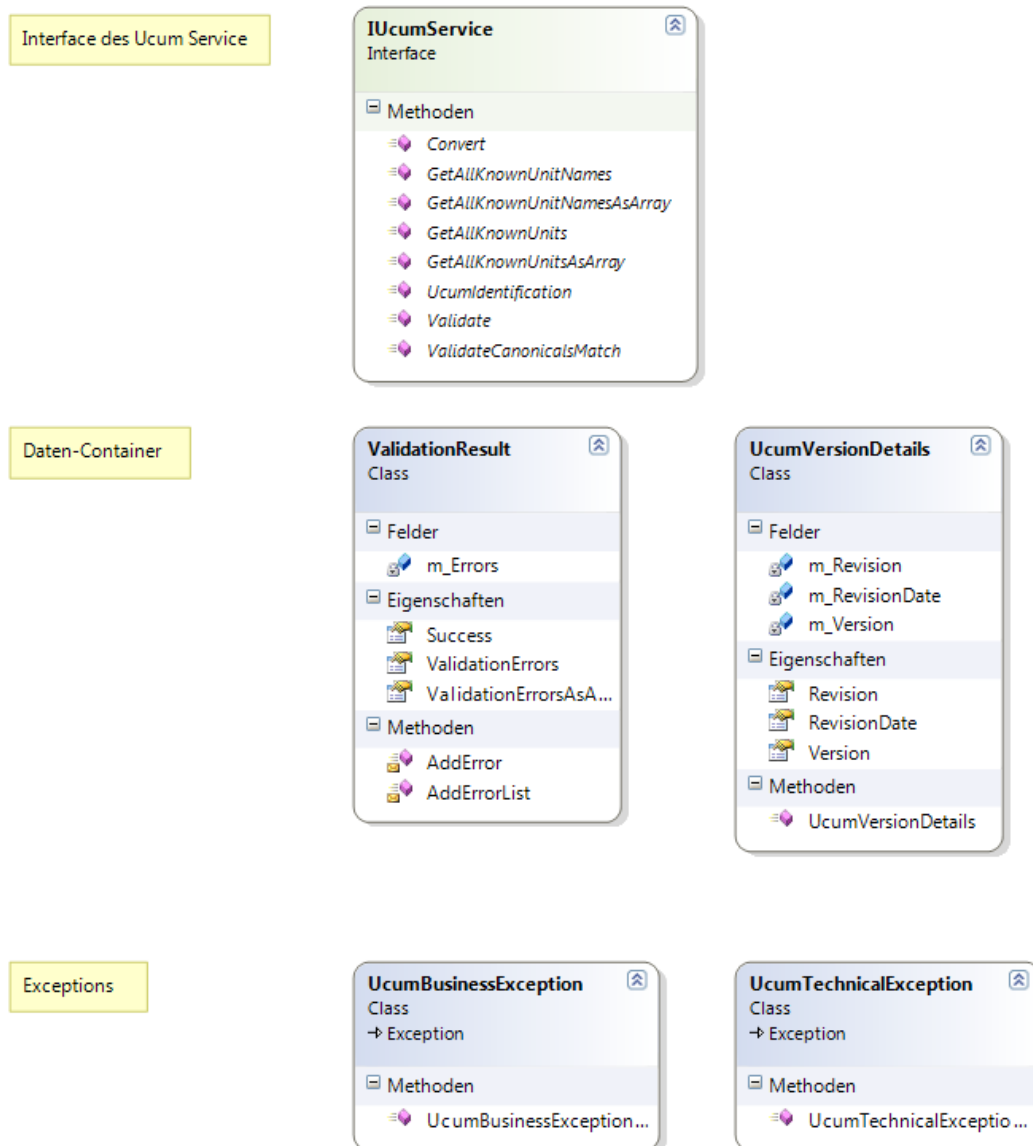 Interface des Ucum Service
IUcumService
Interface
Methoden
Convert
GetAllKnownUnitNames
GetAllKnownUnitNamesAsArray
GetAllKnownUnits
GetAllKnownUnitsAsArray
UcumIdentification
Validate
ValidateCanonicalsMatch
Daten-Container
ValidationResult
Class
Felder
m_Errors
Eigenschaften
Success
ValidationErrors
ValidationErrorsAsA...
Methoden
AddError
AddErrorList
UcumVersionDetails
Class
Felder
m_Revision
m_RevisionDate
m_Version
Eigenschaften
Revision
RevisionDate
Version
Methoden
UcumVersionDetails
Exceptions
UcumBusinessException
Class
Exception
Methoden
UcumBusinessException...
UcumTechnicalException
Class
Exception
Methoden
UcumTechnicalExceptio...